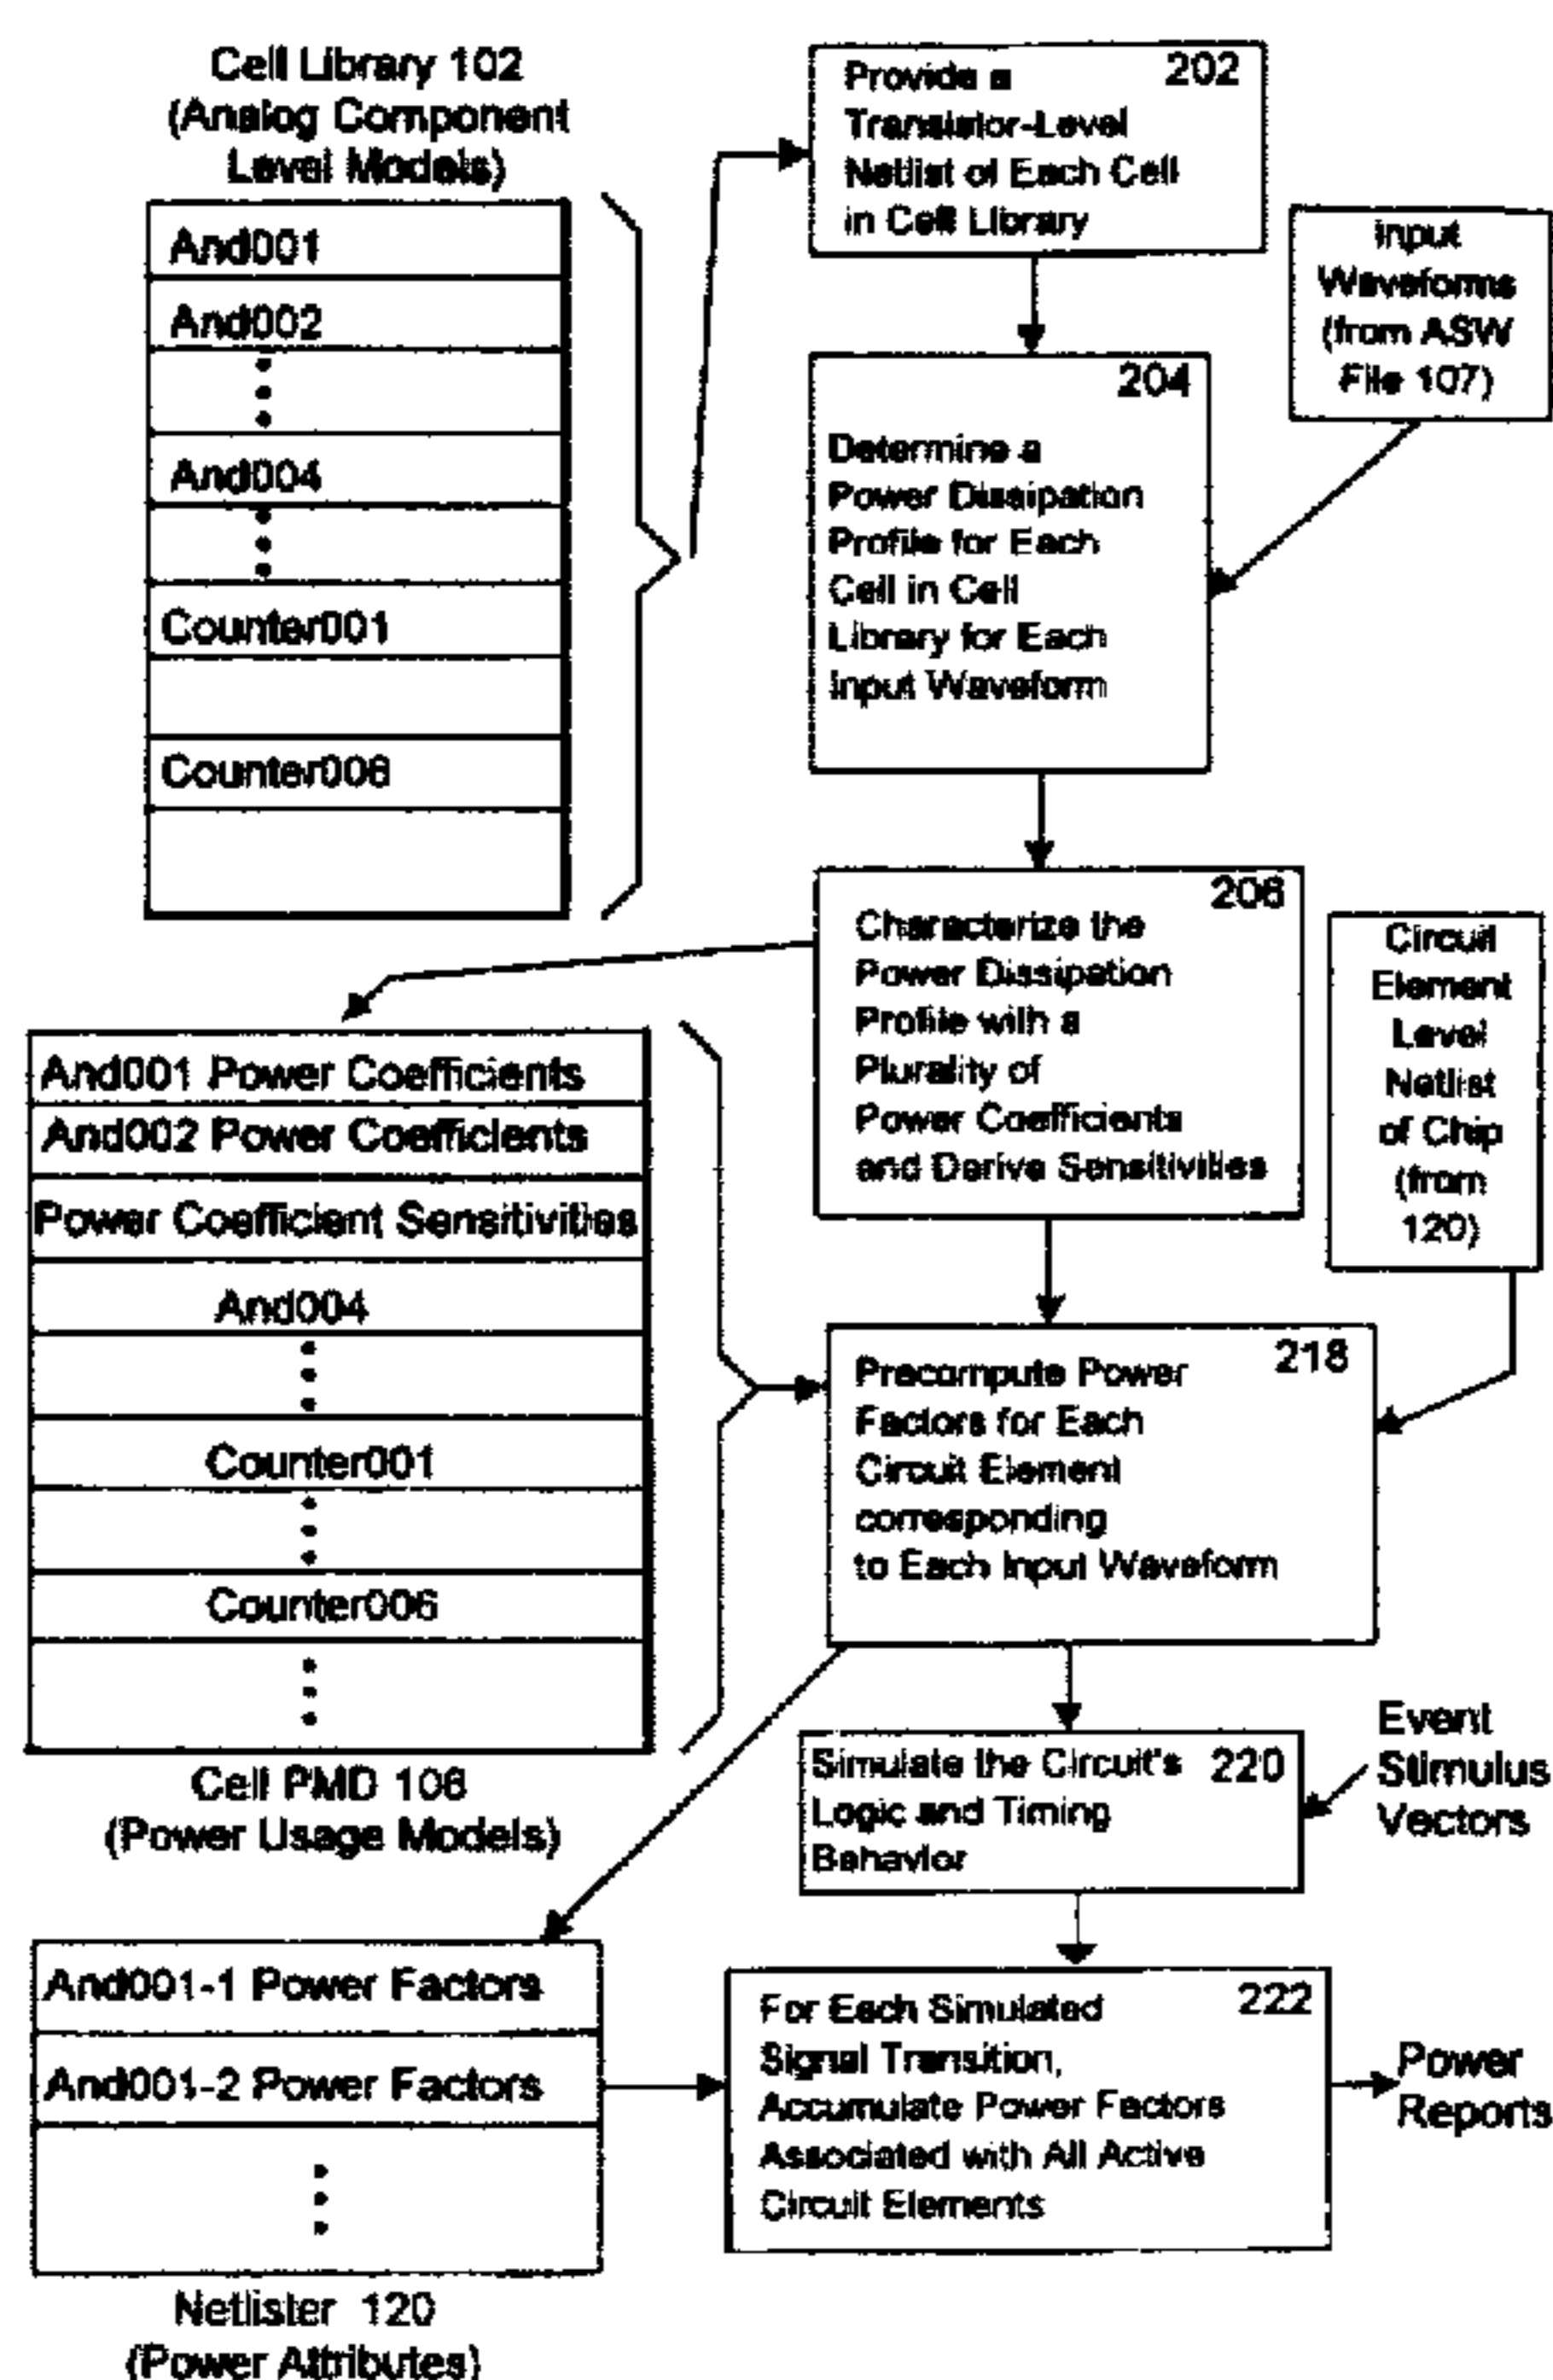 Cell Library 102
(Analog Component
Level Models)
And001
And002
And004
Counter001
Counter006
202
Provide a
Transistor-Level
Netlist of Each Cell
in Cell Library
Input
Waveforms
(from ASW
File 107)
204
Determine a
Power Dissipation
Profile for Each
Cell in Cell
Library for Each
Input Waveform
206
Characterize the
Power Dissipation
Profile with a
Plurality of
Power Coefficients
and Derive Sensitivities
Circuit
Element
Level
Netlist
of Chip
(from
120)
And001 Power Coefficients
And002 Power Coefficients
Power Coefficient Sensitivities
And004
Counter001
Counter006
Cell PMD 106
(Power Usage Models)
218
Precompute Power
Factors for Each
Circuit Element
corresponding
to Each Input Waveform
Simulate the Circuit's 220
Logic and Timing
Behavior
Event
Stimulus
Vectors
And001-1 Power Factors
And001-2 Power Factors
Netlister 120
(Power Attributes)
222
For Each Simulated
Signal Transition,
Accumulate Power Factors
Associated with All Active
Circuit Elements
Power
Reports